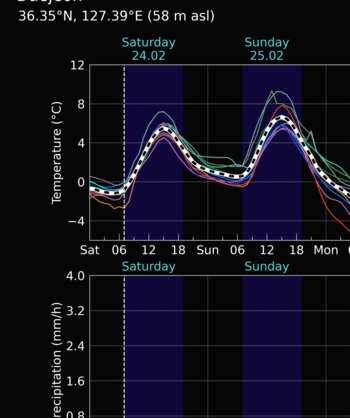 36.35°N, 127.39°E (58 m asl)
Saturday Sunday
24.02 25.02
Temperature (°C)
12
8
4
0
−4
Sat 06 12 18 Sun 06 12 18 Mon
Saturday Sunday
recipitation (mm/h)
4.0
3.2
2.4
1.6
0.8